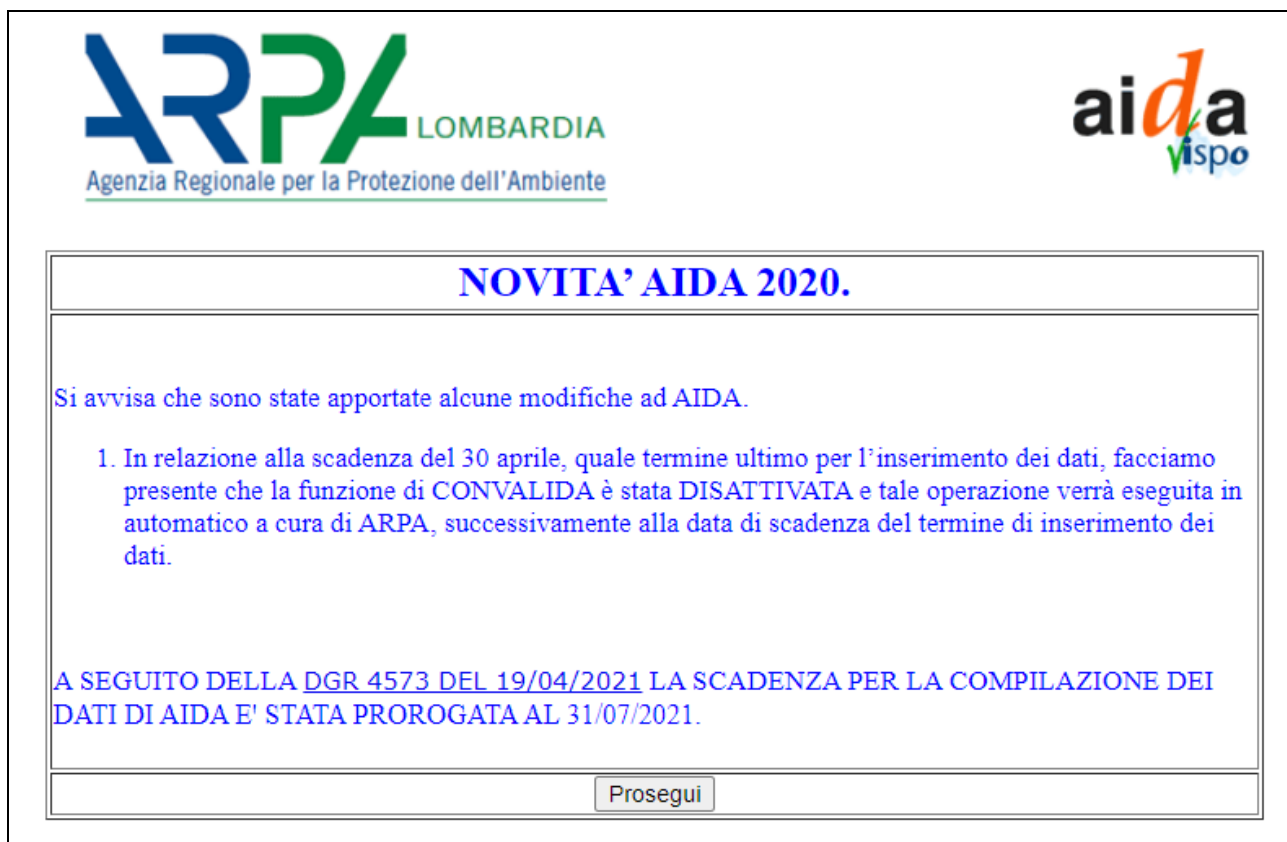 ARPA LOMBARDIA
Agenzia Regionale per la Protezione dell'Ambiente
aida
vispo
NOVITA’ AIDA 2020.
Si avvisa che sono state apportate alcune modifiche ad AIDA.
1. In relazione alla scadenza del 30 aprile, quale termine ultimo per l’inserimento dei dati, facciamo
presente che la funzione di CONVALIDA è stata DISATTIVATA e tale operazione verrà eseguita in
automatico a cura di ARPA, successivamente alla data di scadenza del termine di inserimento dei
dati.
A SEGUITO DELLA DGR 4573 DEL 19/04/2021 LA SCADENZA PER LA COMPILAZIONE DEI
DATI DI AIDA E' STATA PROROGATA AL 31/07/2021.
Prosegui